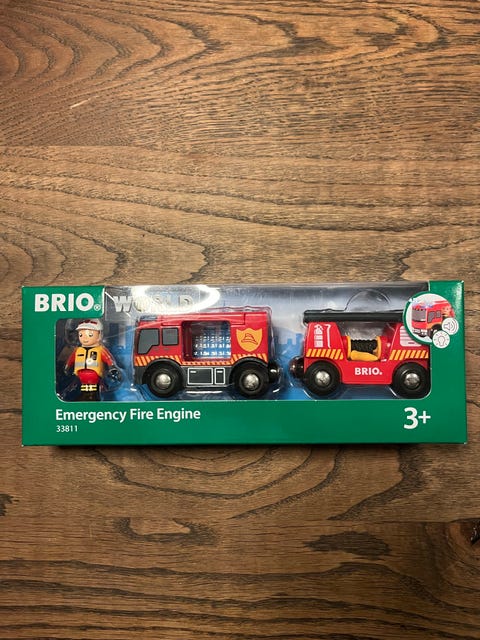 BRIO®
WORLD
BRIO®
Emergency Fire Engine
33811
3+